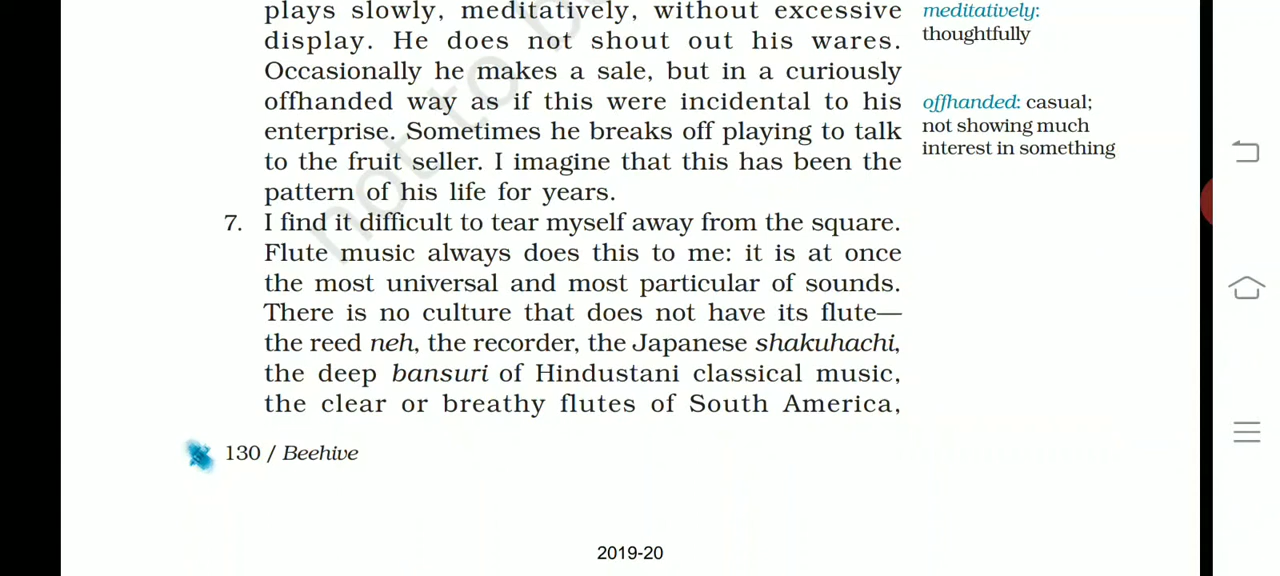 plays slowly, meditatively, without excessive
display. He does not shout out his wares.
Occasionally he makes a sale, but in a curiously
offhanded way as if this were incidental to his
enterprise. Sometimes he breaks off playing to talk
to the fruit seller. I imagine that this has been the
pattern of his life for years.
7. I find it difficult to tear myself away from the square.
Flute music always does this to me: it is at once
the most universal and most particular of sounds.
There is no culture that does not have its flute—
the reed neh, the recorder, the Japanese shakuhachi,
the deep bansuri of Hindustani classical music,
the clear or breathy flutes of South America,
meditatively:
thoughtfully
offhanded: casual;
not showing much
interest in something
not to b
130 / Beehive
2019-20